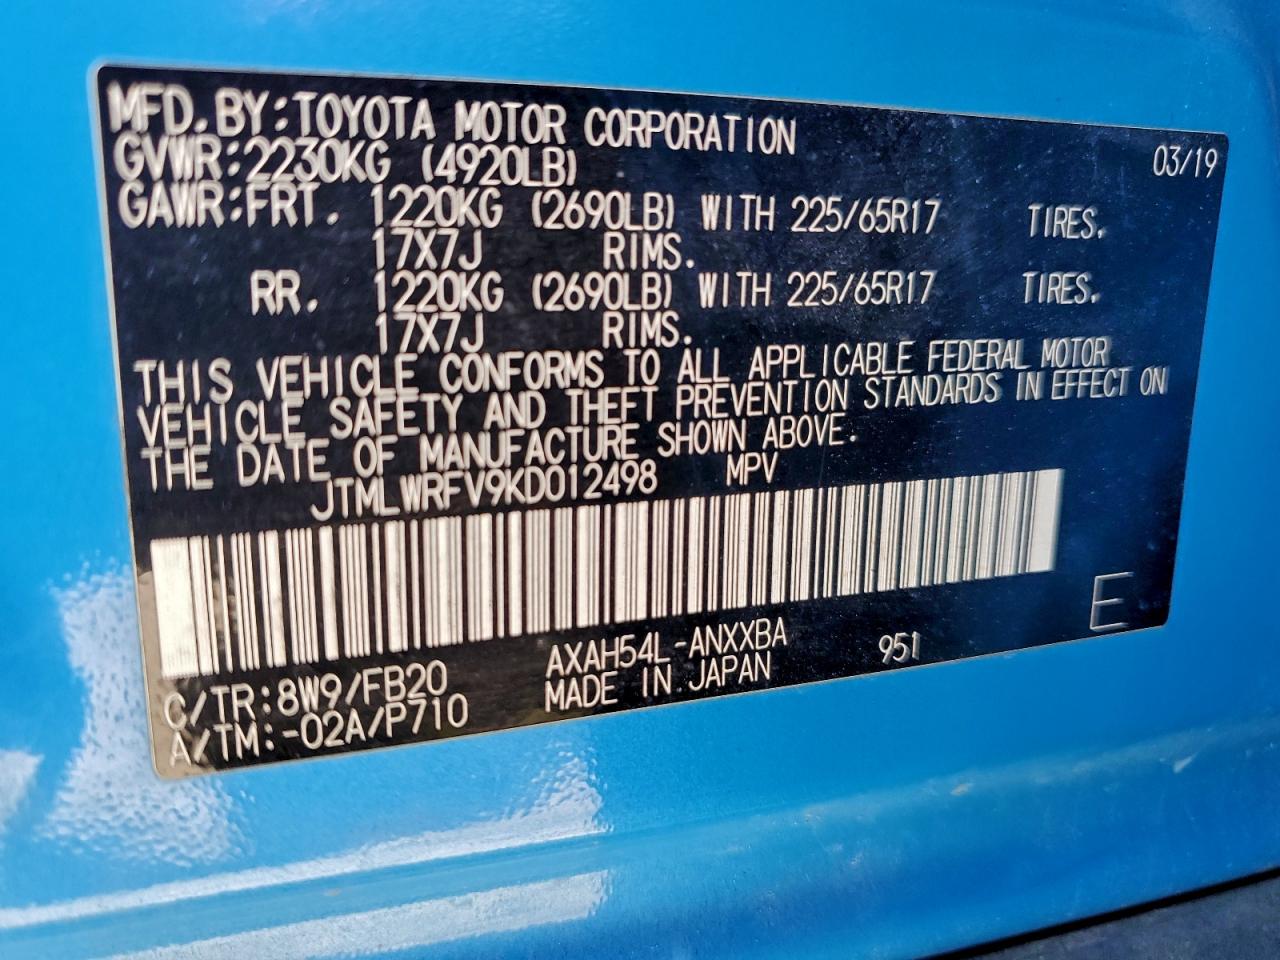 MFD. BY: TOYOTA MOTOR CORPORATION 03/19
GVWR: 2230KG (4920LB)
GAWR: FRT. 1220KG (2690LB) WITH 225/65R17 TIRES.
17X7J RIMS.
RR. 1220KG (2690LB) WITH 225/65R17 TIRES.
17X7J RIMS.
THIS VEHICLE CONFORMS TO ALL APPLICABLE FEDERAL MOTOR
VEHICLE SAFETY AND THEFT PREVENTION STANDARDS IN EFFECT ON
THE DATE OF MANUFACTURE SHOWN ABOVE.
JTMLWRFV9KD012498 MPV
E
C/TR: 8W9/FB20 AXAH54L-ANXXBA 951
A/TM: -02A/P710 MADE IN JAPAN